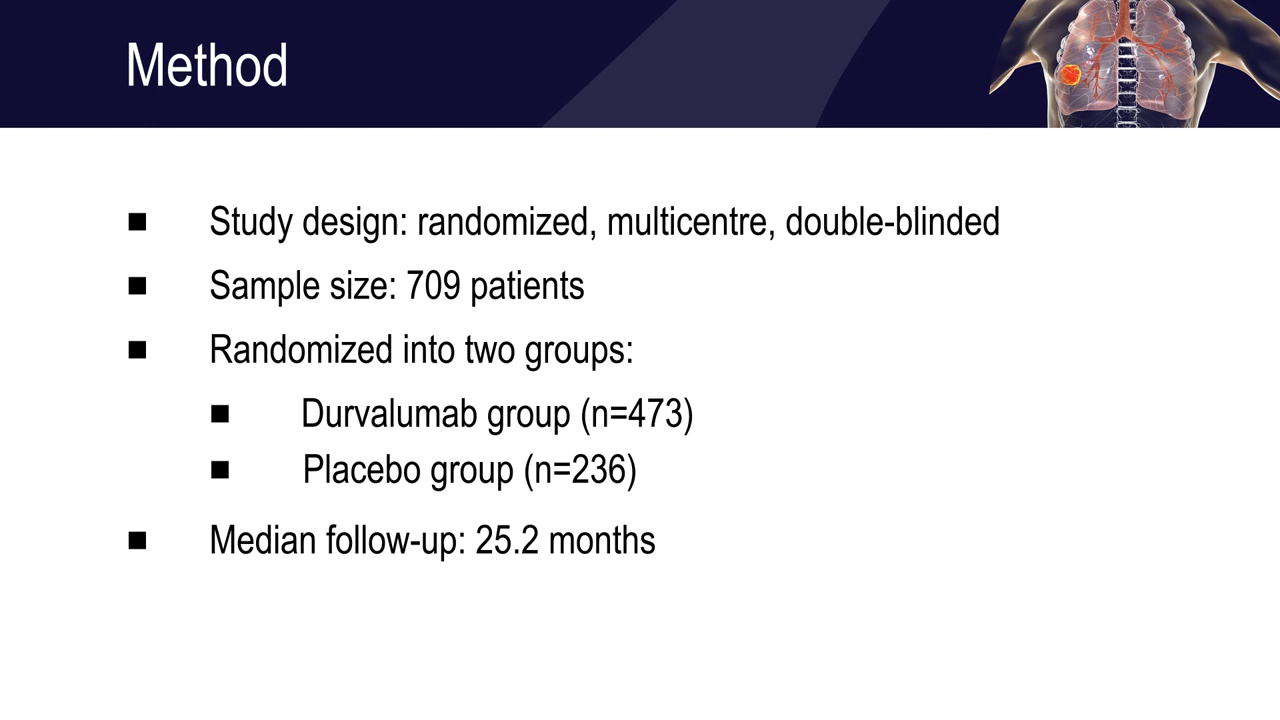 Method
Study design: randomized, multicentre, double-blinded
Sample size: 709 patients
Randomized into two groups:
Durvalumab group (n=473)
Placebo group (n=236)
Median follow-up: 25.2 months